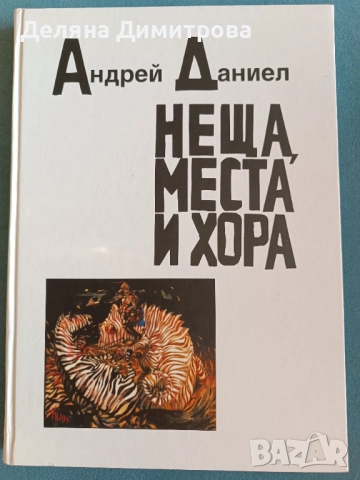 Деляна Димитрова
Андрей Даниел
НЕЩА,
МЕСТА
И ХОРА
bazar